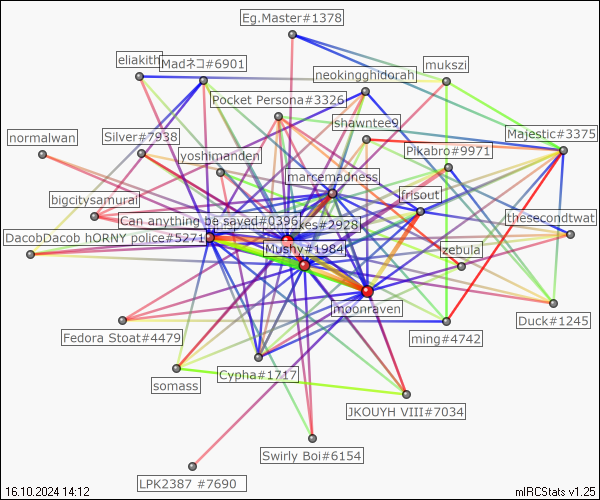 Eg.Master#1378
eliakith
Madネコ#6901
mukszi
neokingghidorah
Pocket Persona#3326
shawntee9
normalwan
Silver#7938
Majestic#3375
Pikabro#9971
yoshimanden
marcemadness
bigcitysamurai
frisout
Can anything be sayed#0396
xes#2928
thesecondtwat
DacobDacob hORNY police#5271
Mushy#1984
zebula
moonraven
Duck#1245
Fedora Stoat#4479
ming#4742
Cypha#1717
somass
JKOUYH VIII#7034
Swirly Boi#6154
LPK2387 #7690
16.10.2024 14:12
mIRCStats v1.25